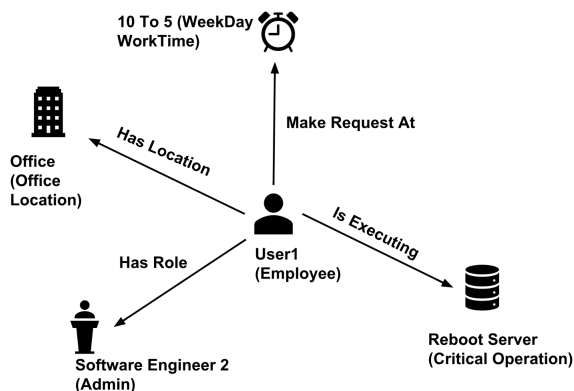 10 To 5 (WeekDay
WorkTime)
Make Request At
Has Location
Office
(Office
Location)
Is Executing
User1
(Employee)
Has Role
Reboot Server
(Critical Operation)
Software Engineer 2
(Admin)